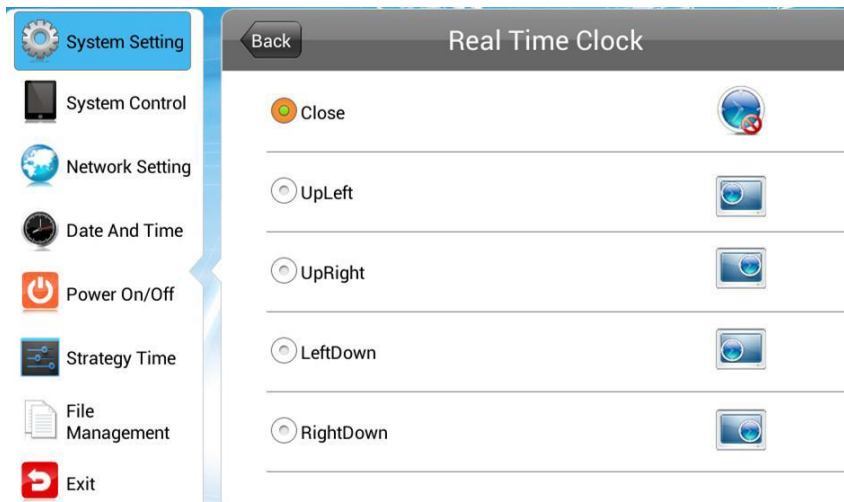 System Setting
System Control
Network Setting
Date And Time
Power On/Off
Strategy Time
File
Management
Exit
Back
Real Time Clock
Close
UpLeft
UpRight
LeftDown
RightDown